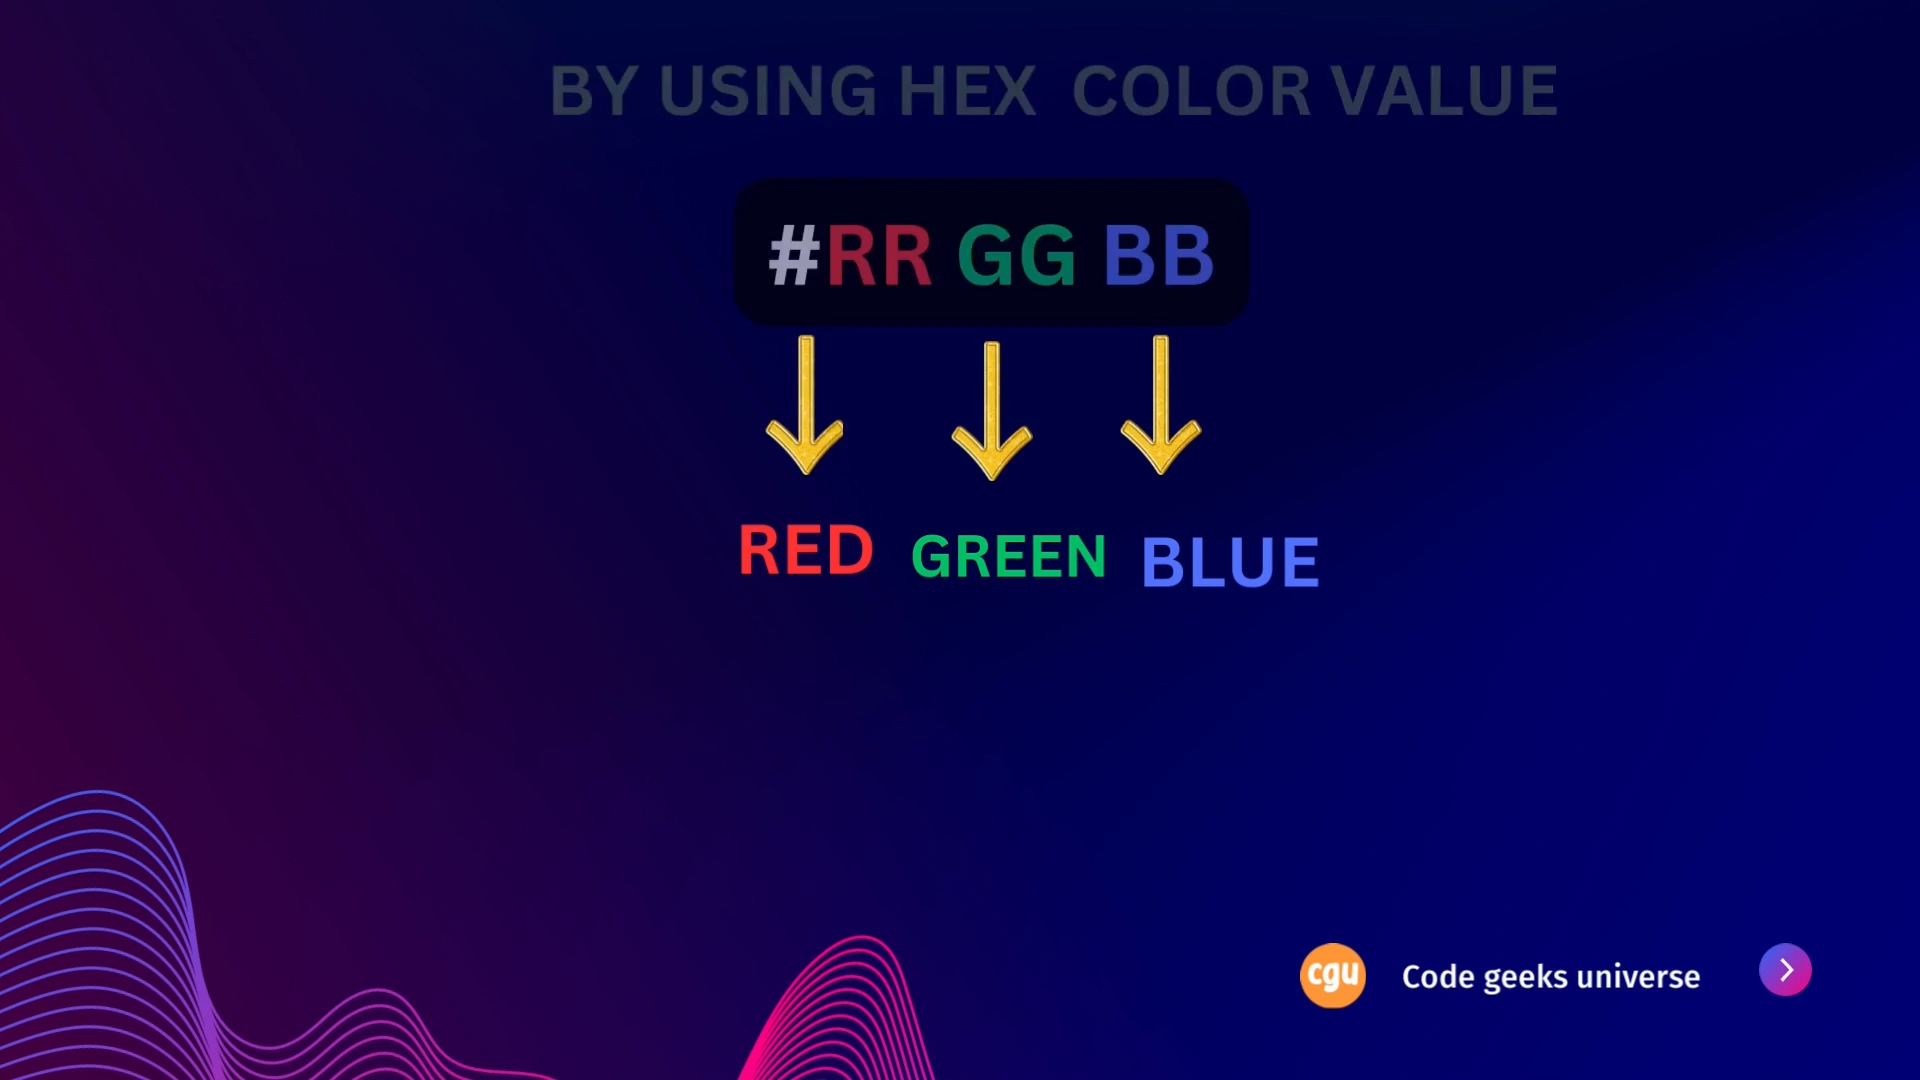 BY USING HEX COLOR VALUE
#RR GG BB
RED GREEN BLUE
cgu Code geeks universe